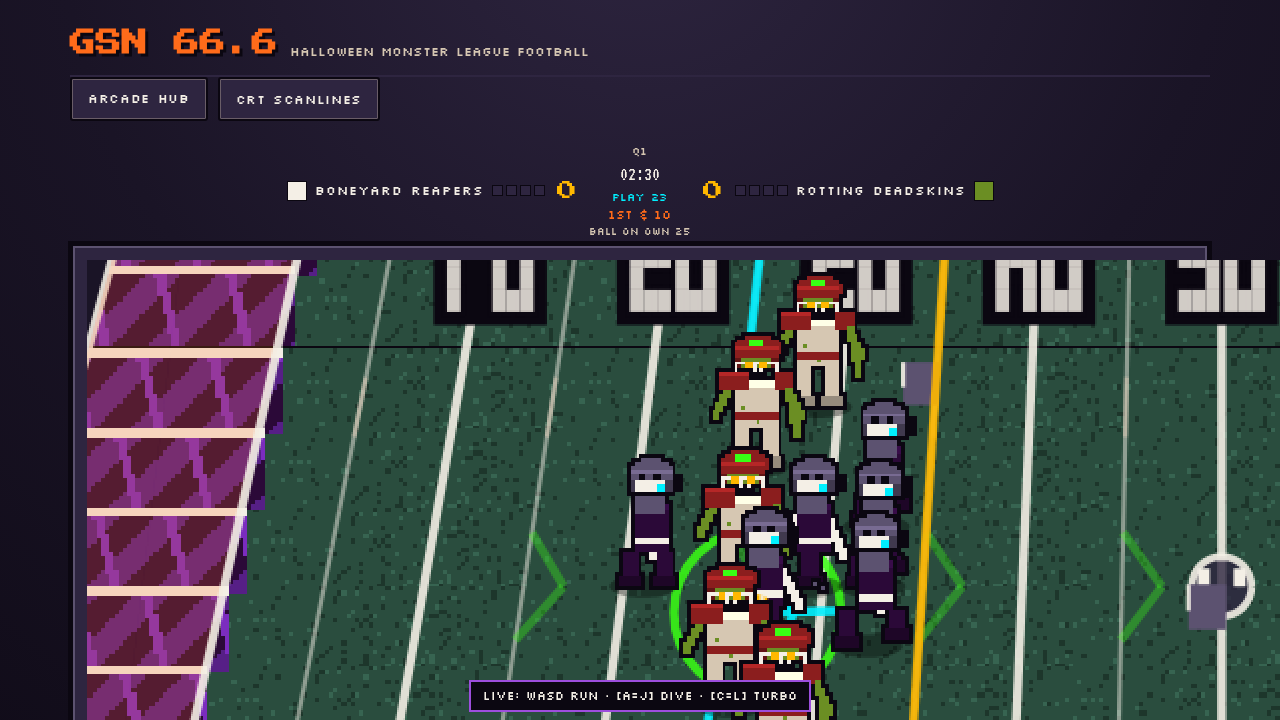 GSN 66.6
HALLOWEEN MONSTER LEAGUE FOOTBALL
ARCADE HUB
CRT SCANLINES
Q1
02:30
BONEYARD REAPERS 0
0 ROTTING DEADSKINS
PLAY 23
1ST & 10
BALL ON OWN 25
LIVE: WASD RUN · [A=J] DIVE · [C=L] TURBO